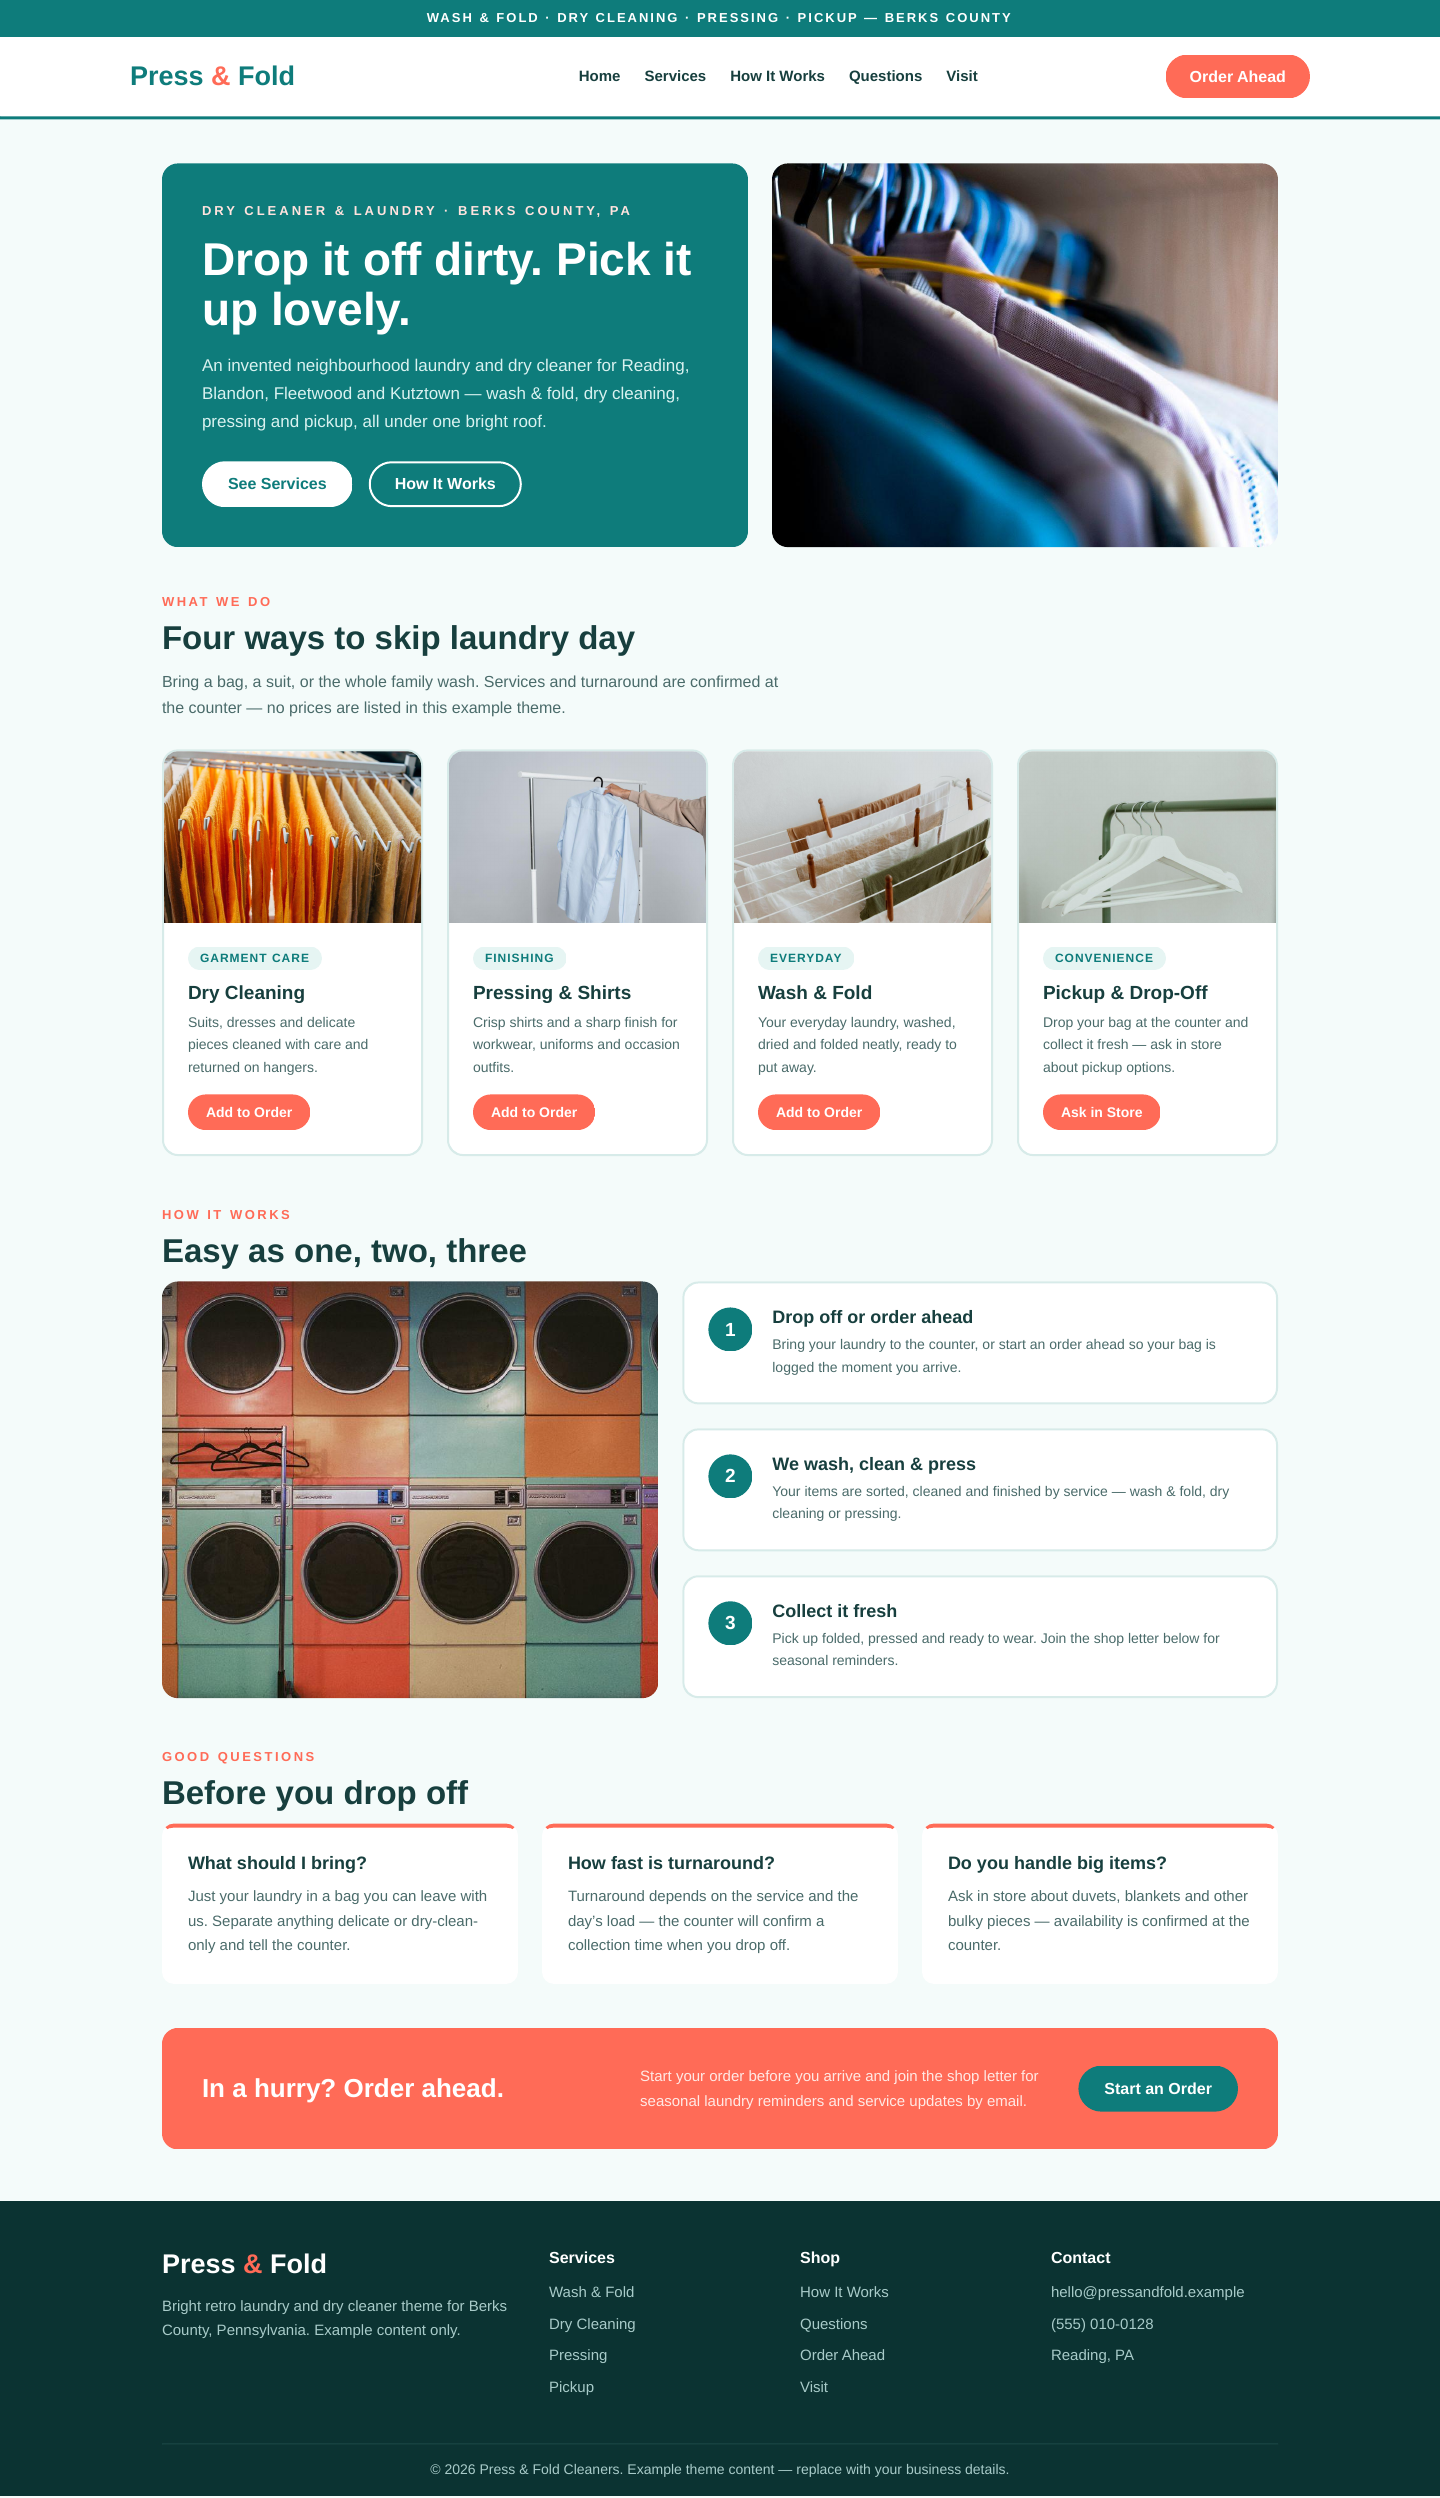 WASH & FOLD · DRY CLEANING · PRESSING · PICKUP — BERKS COUNTY
Press & Fold
Home
Services
How It Works
Questions
Visit
Order Ahead
DRY CLEANER & LAUNDRY · BERKS COUNTY, PA
Drop it off dirty. Pick it
up lovely.
An invented neighbourhood laundry and dry cleaner for Reading,
Blandon, Fleetwood and Kutztown — wash & fold, dry cleaning,
pressing and pickup, all under one bright roof.
See Services
How It Works
WHAT WE DO
Four ways to skip laundry day
Bring a bag, a suit, or the whole family wash. Services and turnaround are confirmed at
the counter — no prices are listed in this example theme.
GARMENT CARE
Dry Cleaning
Suits, dresses and delicate
pieces cleaned with care and
returned on hangers.
Add to Order
FINISHING
Pressing & Shirts
Crisp shirts and a sharp finish for
workwear, uniforms and occasion
outfits.
Add to Order
EVERYDAY
Wash & Fold
Your everyday laundry, washed,
dried and folded neatly, ready to
put away.
Add to Order
CONVENIENCE
Pickup & Drop-Off
Drop your bag at the counter and
collect it fresh — ask in store
about pickup options.
Ask in Store
HOW IT WORKS
Easy as one, two, three
1
Drop off or order ahead
Bring your laundry to the counter, or start an order ahead so your bag is
logged the moment you arrive.
2
We wash, clean & press
Your items are sorted, cleaned and finished by service — wash & fold, dry
cleaning or pressing.
3
Collect it fresh
Pick up folded, pressed and ready to wear. Join the shop letter below for
seasonal reminders.
GOOD QUESTIONS
Before you drop off
What should I bring?
Just your laundry in a bag you can leave with
us. Separate anything delicate or dry-clean-
only and tell the counter.
How fast is turnaround?
Turnaround depends on the service and the
day’s load — the counter will confirm a
collection time when you drop off.
Do you handle big items?
Ask in store about duvets, blankets and other
bulky pieces — availability is confirmed at the
counter.
In a hurry? Order ahead.
Start your order before you arrive and join the shop letter for
seasonal laundry reminders and service updates by email.
Start an Order
Press & Fold
Bright retro laundry and dry cleaner theme for Berks
County, Pennsylvania. Example content only.
Services
Wash & Fold
Dry Cleaning
Pressing
Pickup
Shop
How It Works
Questions
Order Ahead
Visit
Contact
hello@pressandfold.example
(555) 010-0128
Reading, PA
© 2026 Press & Fold Cleaners. Example theme content — replace with your business details.